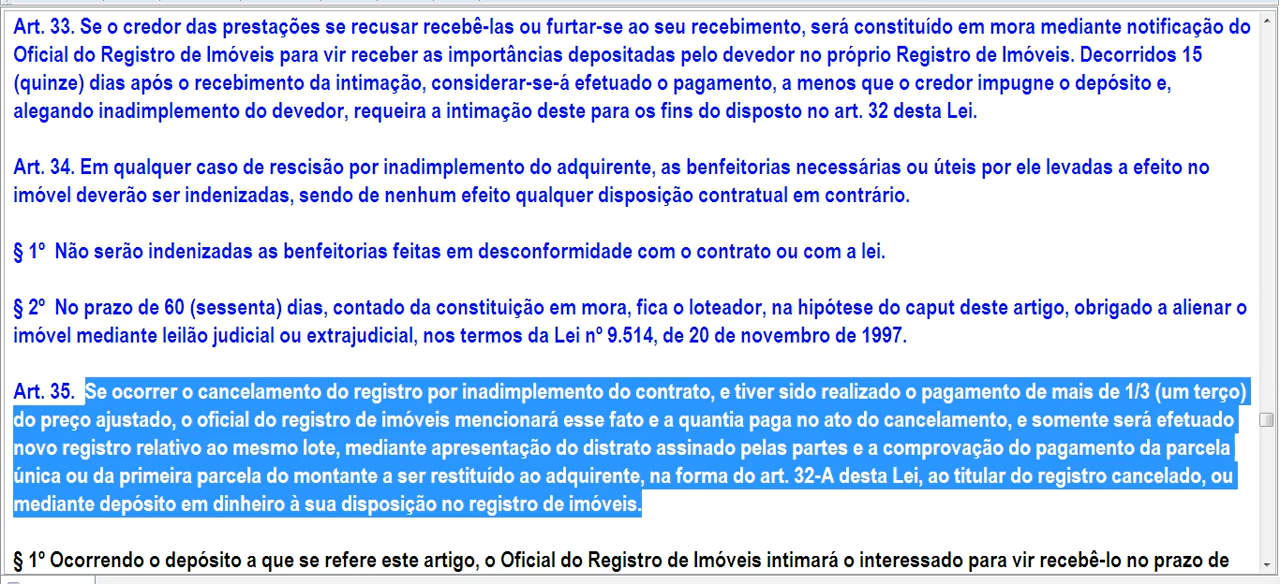 Art. 33. Se o credor das prestações se recusar recebê-las ou furtar-se ao seu recebimento, será constituído em mora mediante notificação do
Oficial do Registro de Imóveis para vir receber as importâncias depositadas pelo devedor no próprio Registro de Imóveis. Decorridos 15
(quinze) dias após o recebimento da intimação, considerar-se-á efetuado o pagamento, a menos que o credor impugne o depósito e,
alegando inadimplemento do devedor, requeira a intimação deste para os fins do disposto no art. 32 desta Lei.
Art. 34. Em qualquer caso de rescisão por inadimplemento do adquirente, as benfeitorias necessárias ou úteis por ele levadas a efeito no
imóvel deverão ser indenizadas, sendo de nenhum efeito qualquer disposição contratual em contrário.
§ 1º Não serão indenizadas as benfeitorias feitas em desconformidade com o contrato ou com a lei.
§ 2º No prazo de 60 (sessenta) dias, contado da constituição em mora, fica o loteador, na hipótese do caput deste artigo, obrigado a alienar o
imóvel mediante leilão judicial ou extrajudicial, nos termos da Lei nº 9.514, de 20 de novembro de 1997.
Art. 35. Se ocorrer o cancelamento do registro por inadimplemento do contrato, e tiver sido realizado o pagamento de mais de 1/3 (um terço)
do preço ajustado, o oficial do registro de imóveis mencionará esse fato e a quantia paga no ato do cancelamento, e somente será efetuado
novo registro relativo ao mesmo lote, mediante apresentação do distrato assinado pelas partes e a comprovação do pagamento da parcela
única ou da primeira parcela do montante a ser restituído ao adquirente, na forma do art. 32-A desta Lei, ao titular do registro cancelado, ou
mediante depósito em dinheiro à sua disposição no registro de imóveis.
§ 1º Ocorrendo o depósito a que se refere este artigo, o Oficial do Registro de Imóveis intimará o interessado para vir recebê-lo no prazo de